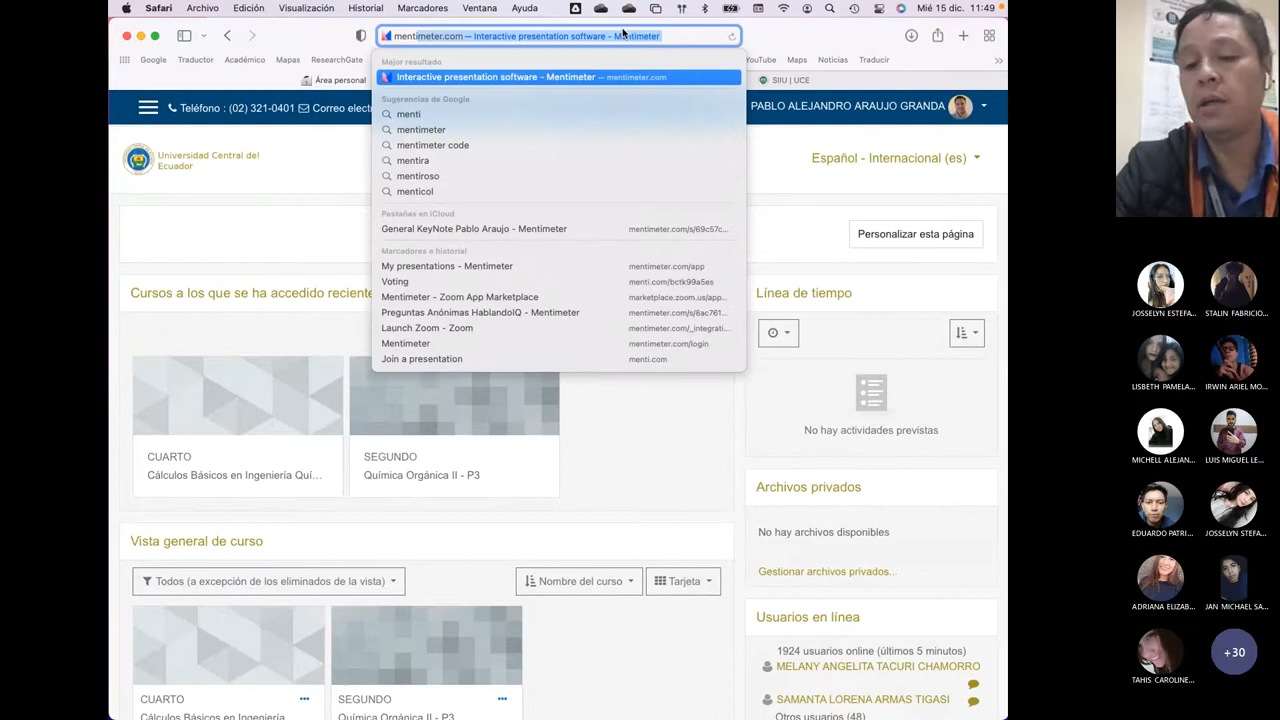 Safari Archivo Edición Visualización Historial Marcadores Ventana Ayuda Mié 15 dic. 11:49
mentimeter.com — Interactive presentation software - Mentimeter
Google Traductor Académico Mapas ResearchGate YouTube Maps Noticias Traducir
Área personal SIIU | UCE
Mejor resultado
Interactive presentation software - Mentimeter — mentimeter.com
Sugerencias de Google
menti
mentimeter
mentimeter code
mentira
mentiroso
menticol
Pestañas en iCloud
General KeyNote Pablo Araujo - Mentimeter mentimeter.com/s/69c57c...
Marcadores e historial
My presentations - Mentimeter mentimeter.com/app
Voting menti.com/bctk99a5es
Mentimeter - Zoom App Marketplace marketplace.zoom.us/app...
Preguntas Anónimas HablandoIQ - Mentimeter mentimeter.com/s/6ac761...
Launch Zoom - Zoom mentimeter.com/_integrati...
Mentimeter mentimeter.com/login
Join a presentation menti.com
Teléfono : (02) 321-0401 Correo elect
PABLO ALEJANDRO ARAUJO GRANDA
Universidad Central del
Ecuador
Español - Internacional (es)
Personalizar esta página
Cursos a los que se ha accedido reciente
CUARTO
Cálculos Básicos en Ingeniería Quí...
SEGUNDO
Química Orgánica II - P3
Línea de tiempo
No hay actividades previstas
Vista general de curso
Todos (a excepción de los eliminados de la vista)
Nombre del curso
Tarjeta
CUARTO
Cálculos Básicos en Ingeniería
SEGUNDO
Química Orgánica II - P3
Archivos privados
No hay archivos disponibles
Gestionar archivos privados...
Usuarios en línea
1924 usuarios online (últimos 5 minutos)
MELANY ANGELITA TACURI CHAMORRO
SAMANTA LORENA ARMAS TIGASI
Otros usuarios (48)
JOSSELYN ESTEFA... STALIN FABRICIO...
LISBETH PAMELA... IRWIN ARIEL MO...
MICHELL ALEJAN... LUIS MIGUEL LE...
EDUARDO PATRI... JOSSELYN STEFA...
ADRIANA ELIZAB... JAN MICHAEL SA...
TAHIS CAROLINE... +30